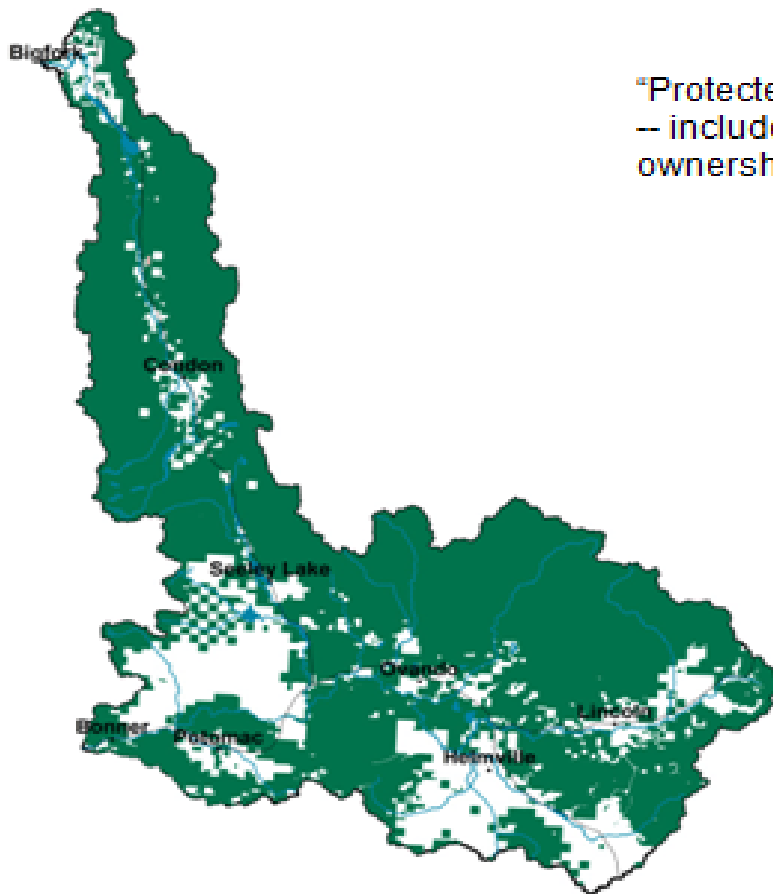 Bigfork
"Protecte
-- include
ownersh
Condon
Seeley Lake
Ovando
Lincoln
Bonner
Potomac
Helmville